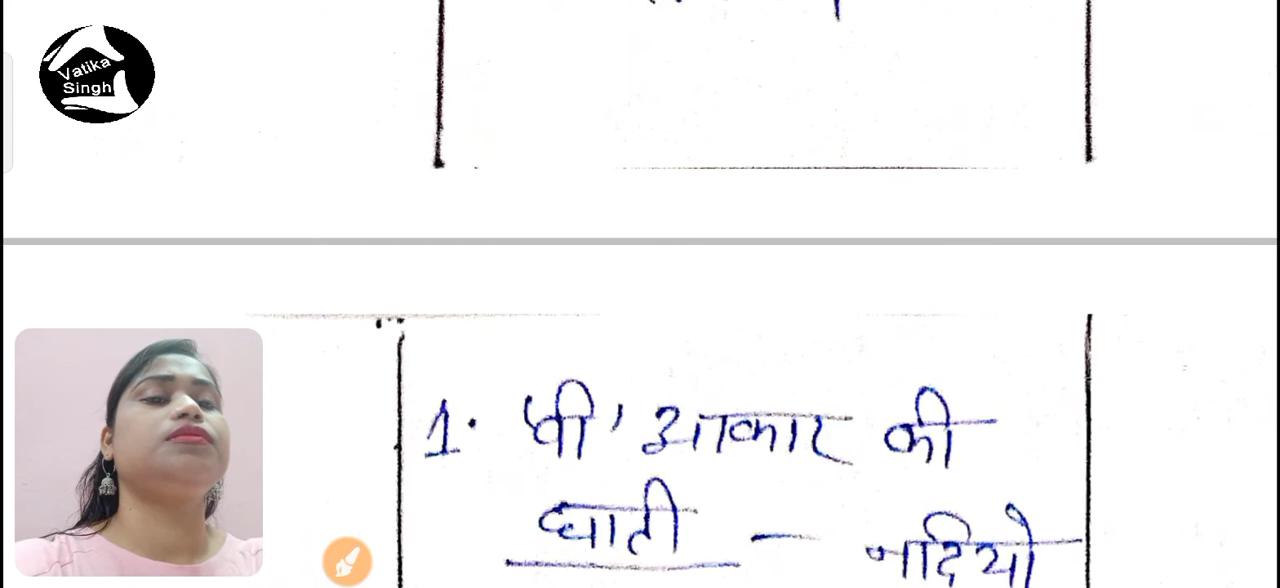 Vatika
Singh
1. 'वी' आकार की
घाती – नदियो